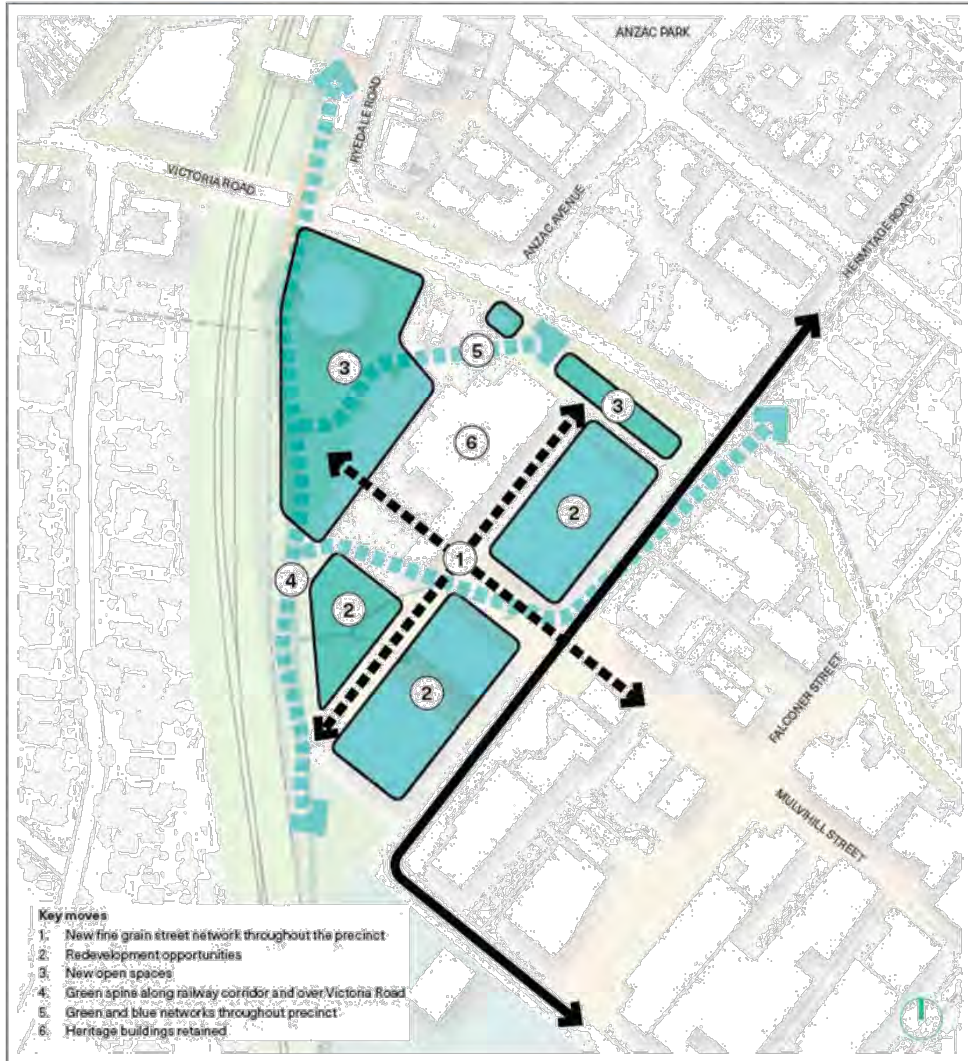 ANZAC PARK
RYEDALE ROAD
VICTORIA ROAD
ANZAC AVENUE
HERMITAGE ROAD
5
3
3
6
2
1
4
2
2
FALCONER STREET
MULVIHILL STREET
Key moves
1. New fine grain street network throughout the precinct
2. Redevelopment opportunities
3. New open spaces
4. Green spine along railway corridor and over Victoria Road
5. Green and blue networks throughout precinct
6. Heritage buildings retained